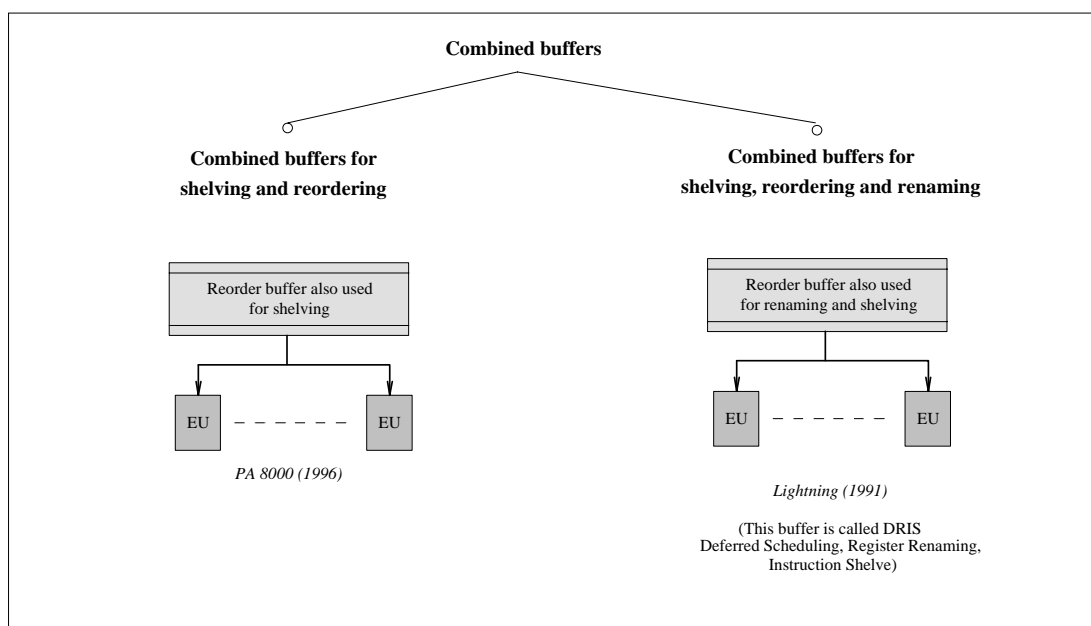 Combined buffers
Combined buffers for
shelving and reordering
Combined buffers for
shelving, reordering and renaming
Reorder buffer also used
for shelving
Reorder buffer also used
for renaming and shelving
EU
EU
EU
EU
PA 8000 (1996)
Lightning (1991)
(This buffer is called DRIS
Deferred Scheduling, Register Renaming,
Instruction Shelve)